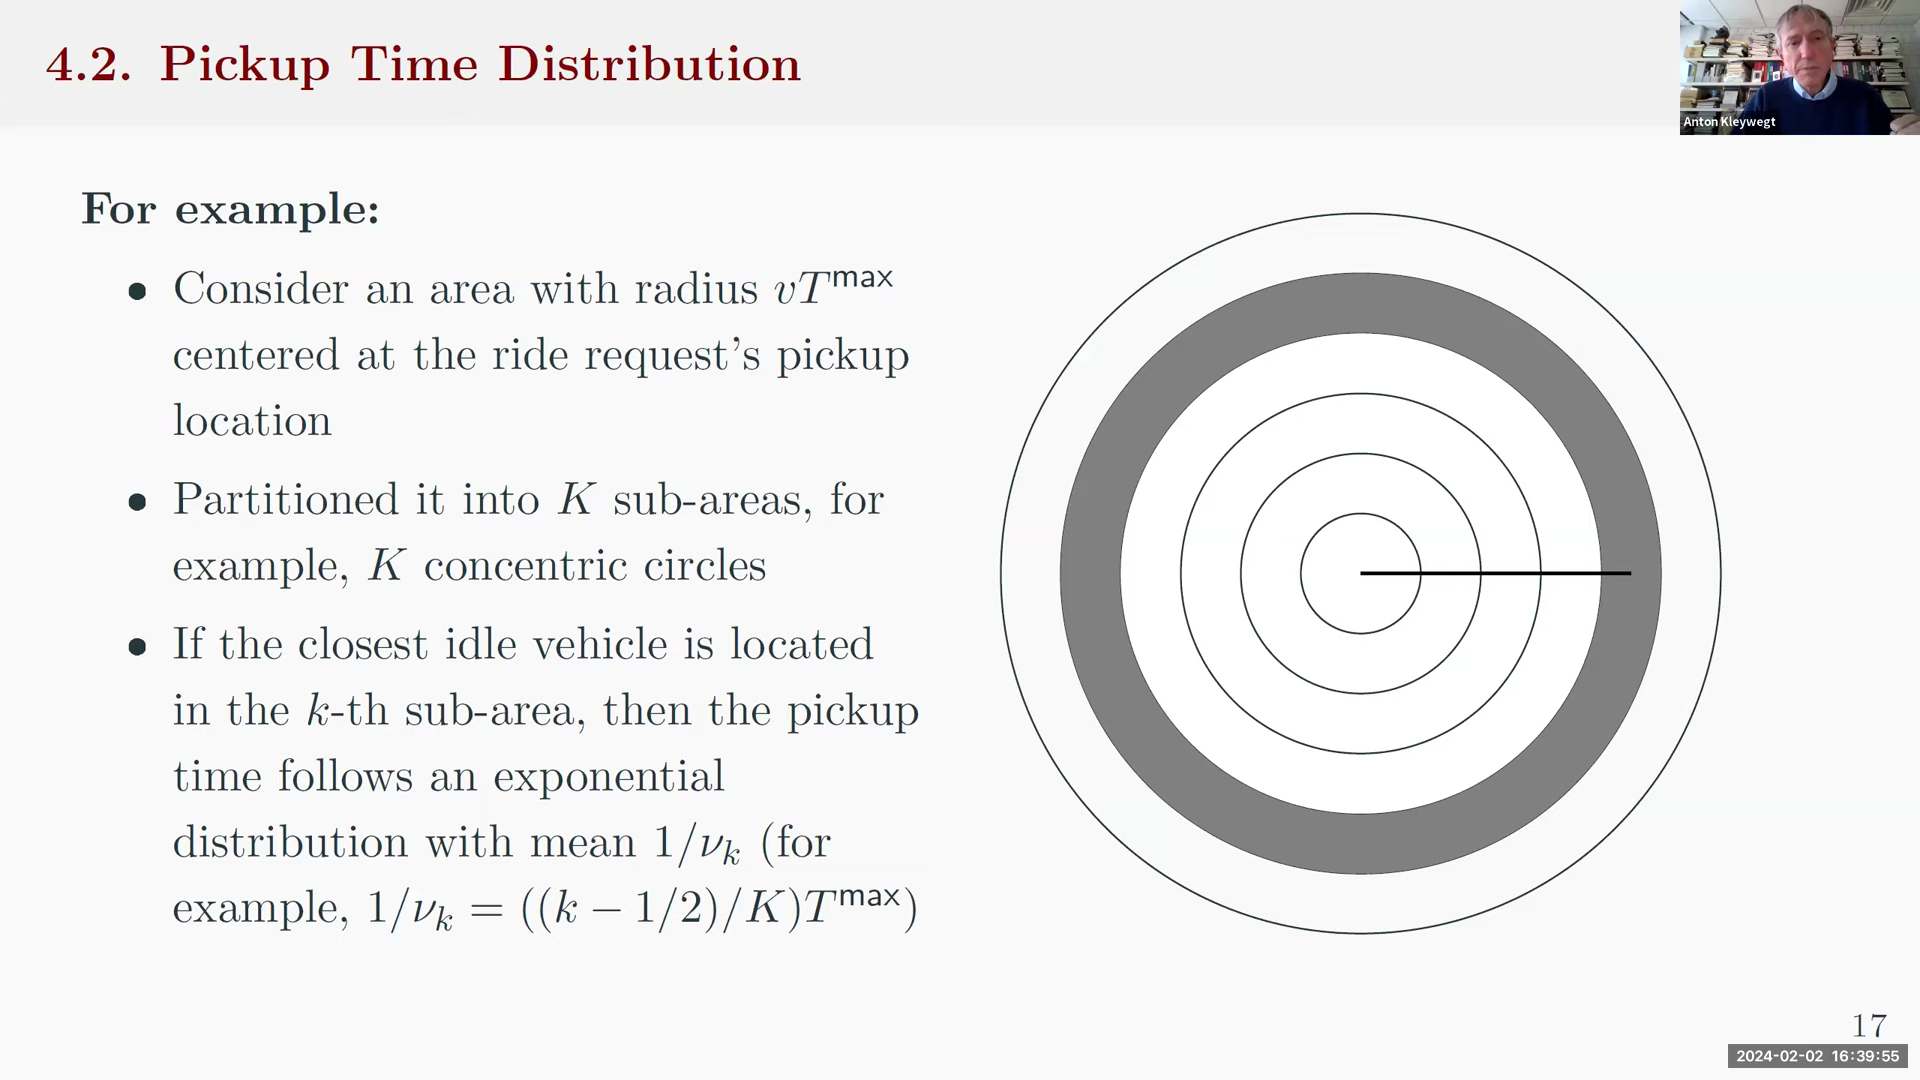 4.2. Pickup Time Distribution
Anton Kleywegt
For example:
• Consider an area with radius vT^max
centered at the ride request's pickup
location
• Partitioned it into K sub-areas, for
example, K concentric circles
• If the closest idle vehicle is located
in the k-th sub-area, then the pickup
time follows an exponential
distribution with mean 1/ν_k (for
example, 1/ν_k = ((k − 1/2)/K)T^max)
17
2024-02-02 16:39:55